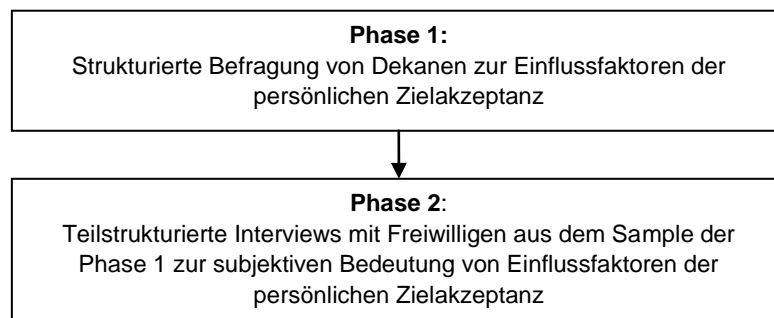 Phase 1:
Strukturierte Befragung von Dekanen zur Einflussfaktoren der
persönlichen Zielakzeptanz
Phase 2:
Teilstrukturierte Interviews mit Freiwilligen aus dem Sample der
Phase 1 zur subjektiven Bedeutung von Einflussfaktoren der
persönlichen Zielakzeptanz